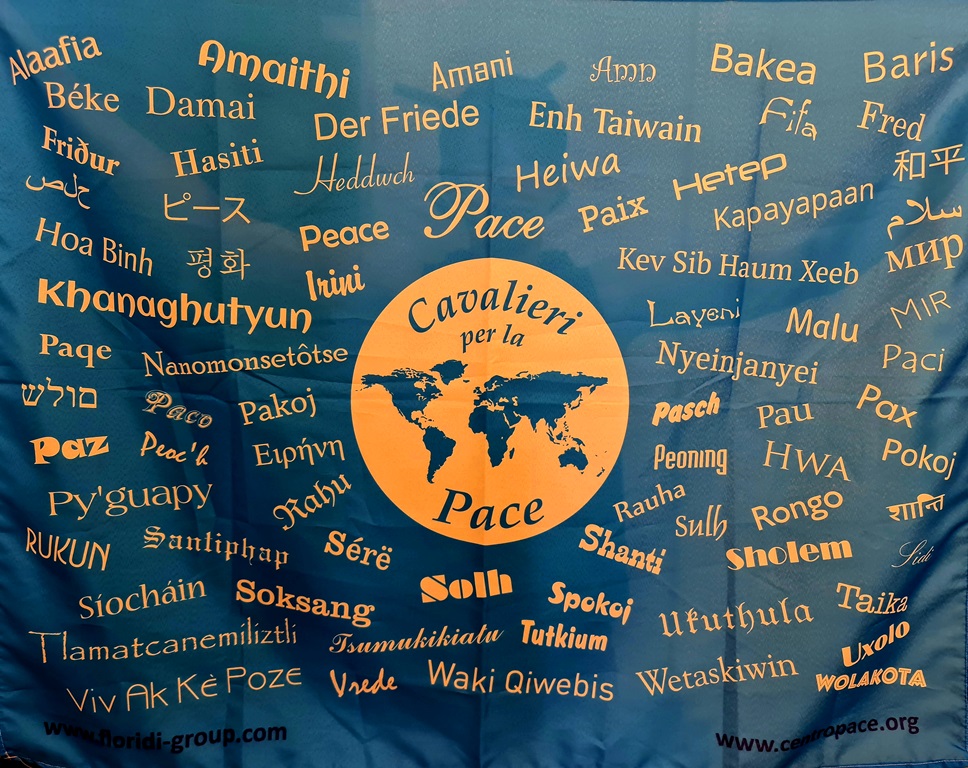 Alaafia Amaithi Amani Amn Bakea Baris
Béke Damai Der Friede Enh Taiwain Fifa Fred
Friður Hasiti Heddwch Heiwa Hetep 和平
حلص ピース Peace Pace Paix Kapayapaan سلام
Hoa Binh 평화 Irini Kev Sib Haum Xeeb мир
Khanaghutyun Layeni Malu MIR
Cavalieri
per la
Pace
Paqe Nanomonsetôtse Nyeinjanyei Paci
םולש Paco Pakoj Pasch Pau Pax
Paz Peoc'h Ειρήνη Peoning HWA Pokoj
Py'guapy Rahu Rauha Sulh Rongo शान्ति
RUKUN Santiphap Sérë Shanti Sholem Sìdi
Síocháin Soksang Solh Spokoj Ukuthula Taika
Tlamatcanemiliztli Tsumukikiatu Tutkium Uxolo
Viv Ak Kè Poze Vrede Waki Qiwebis Wetaskiwin WOLAKOTA
www.floridi-group.com www.centropace.org